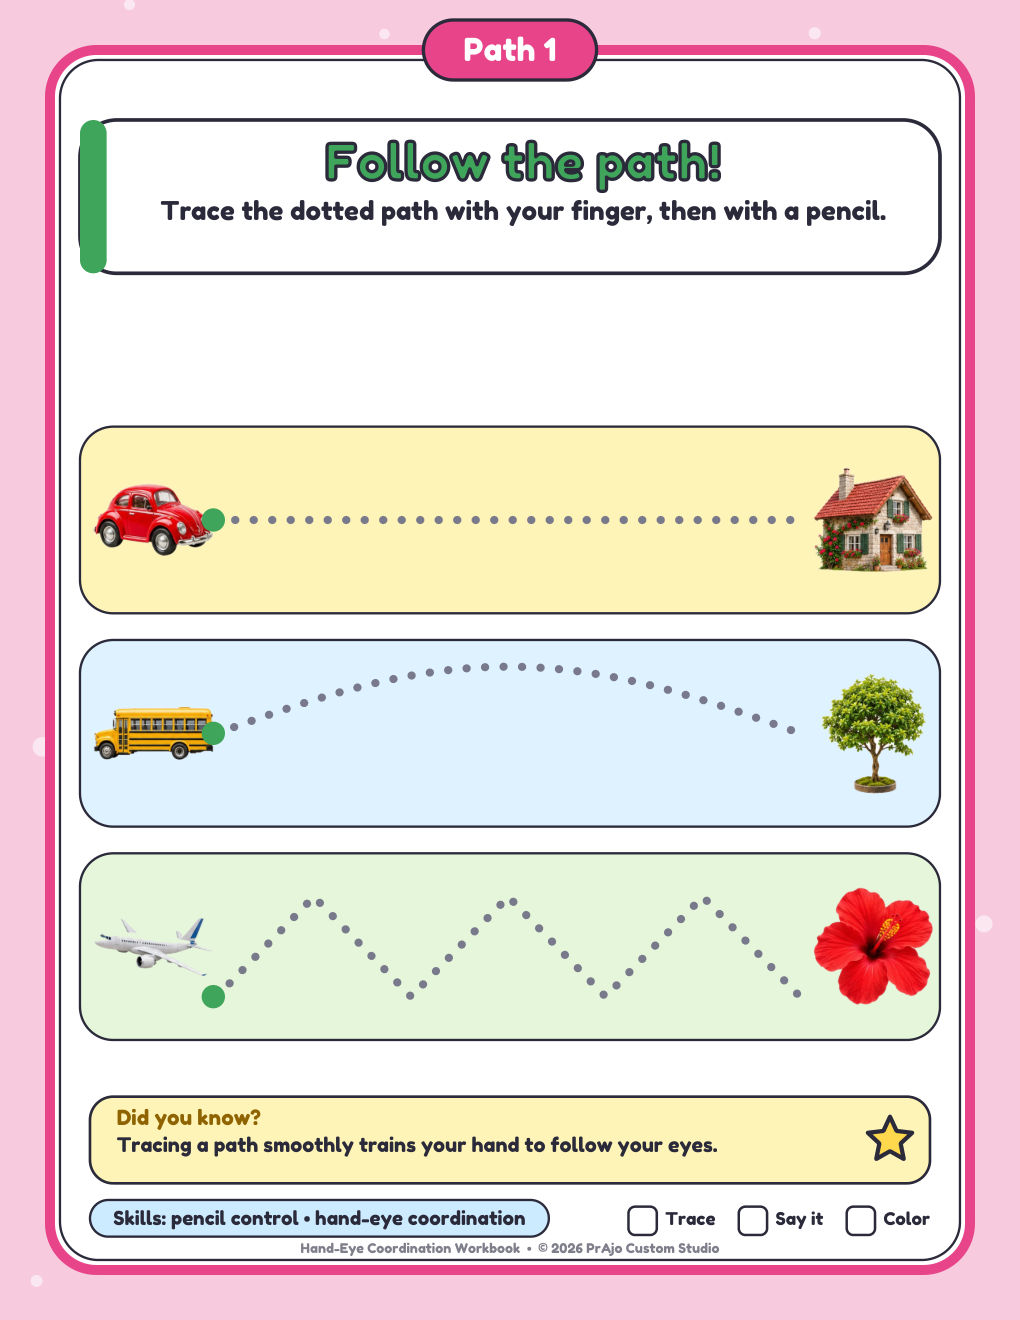 Path 1
Follow the path!
Trace the dotted path with your finger, then with a pencil.
Did you know?
Tracing a path smoothly trains your hand to follow your eyes.
Skills: pencil control • hand-eye coordination
Trace
Say it
Color
Hand-Eye Coordination Workbook • © 2026 PrAjo Custom Studio